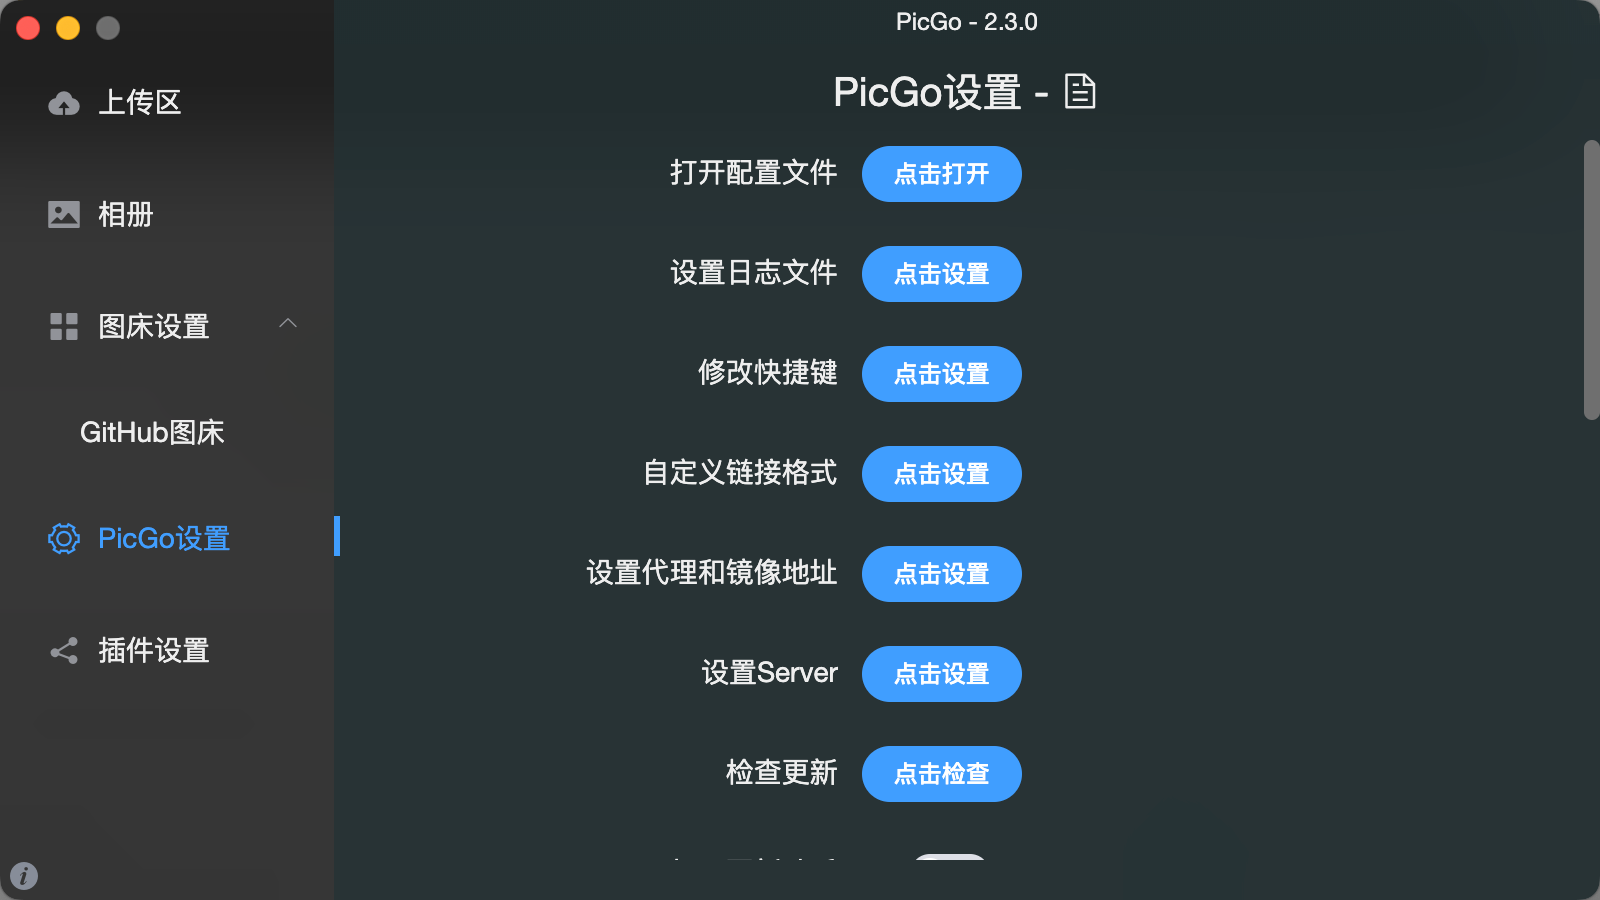 PicGo - 2.3.0
上传区
相册
图床设置
GitHub图床
PicGo设置
插件设置
PicGo设置 -
打开配置文件 点击打开
设置日志文件 点击设置
修改快捷键 点击设置
自定义链接格式 点击设置
设置代理和镜像地址 点击设置
设置Server 点击设置
检查更新 点击检查